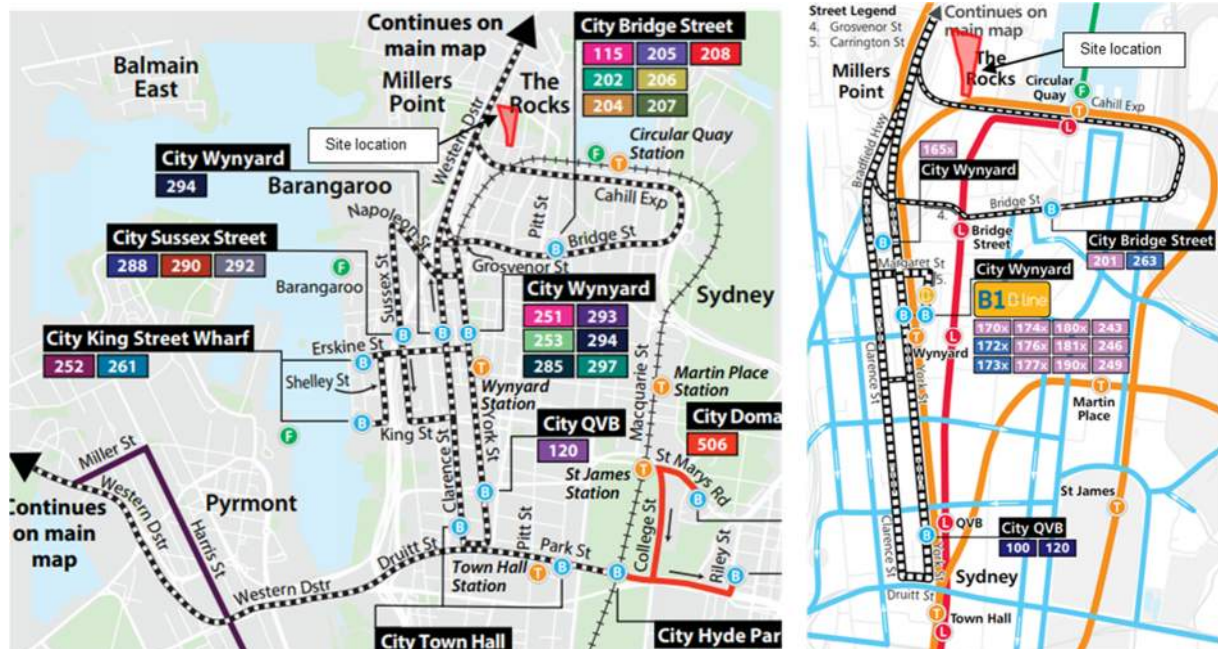 Continues on
main map
Balmain
East
Millers
Point
The
Rocks
Western Dstr
Site location
City Bridge Street
115 205 208
202 206
204 207
F
T
Circular Quay
Station
City Wynyard
294
Barangaroo
Napoleon St
Cahill Exp
Pitt St
B
Bridge St
Grosvenor St
City Sussex Street
288 290 292
F
Barangaroo
Sussex St
Sydney
City Wynyard
251 293
253 294
285 297
City King Street Wharf
252 261
Erskine St
B
B
B
B
Shelley St
B
F
King St
T
Wynyard
Station
Macquarie St
T
Martin Place
Station
Clarence St
York St
City QVB
120
B
City Doma
506
Miller St
Continues
on main
map
Western Dstr
Pyrmont
Harris St
St James
Station
T
St Marys Rd
B
College St
Riley St
B
B
Druitt St
Pitt St
Park St
Town Hall
Station
T
B
B
Western Dstr
City Town Hall
City Hyde Par
Street Legend
4. Grosvenor St
5. Carrington St
Continues on
main map
Site location
Millers
Point
The
Rocks
Circular
Quay
F
T
Cahill Exp
L
Bradfield Hwy
165x
City Wynyard
B
4.
Bridge St
B
L
Bridge
Street
City Bridge Street
201 263
Margaret St
5.
City Wynyard
B1 B-line
B
B
B
170x 174x 180x 243
172x 176x 181x 246
173x 177x 190x 249
T
Wynyard
L
Clarence St
York St
T
Martin
Place
St James
T
L
QVB
B
City QVB
100 120
Clarence St
York St
Sydney
Druitt St
T
Town Hall
L